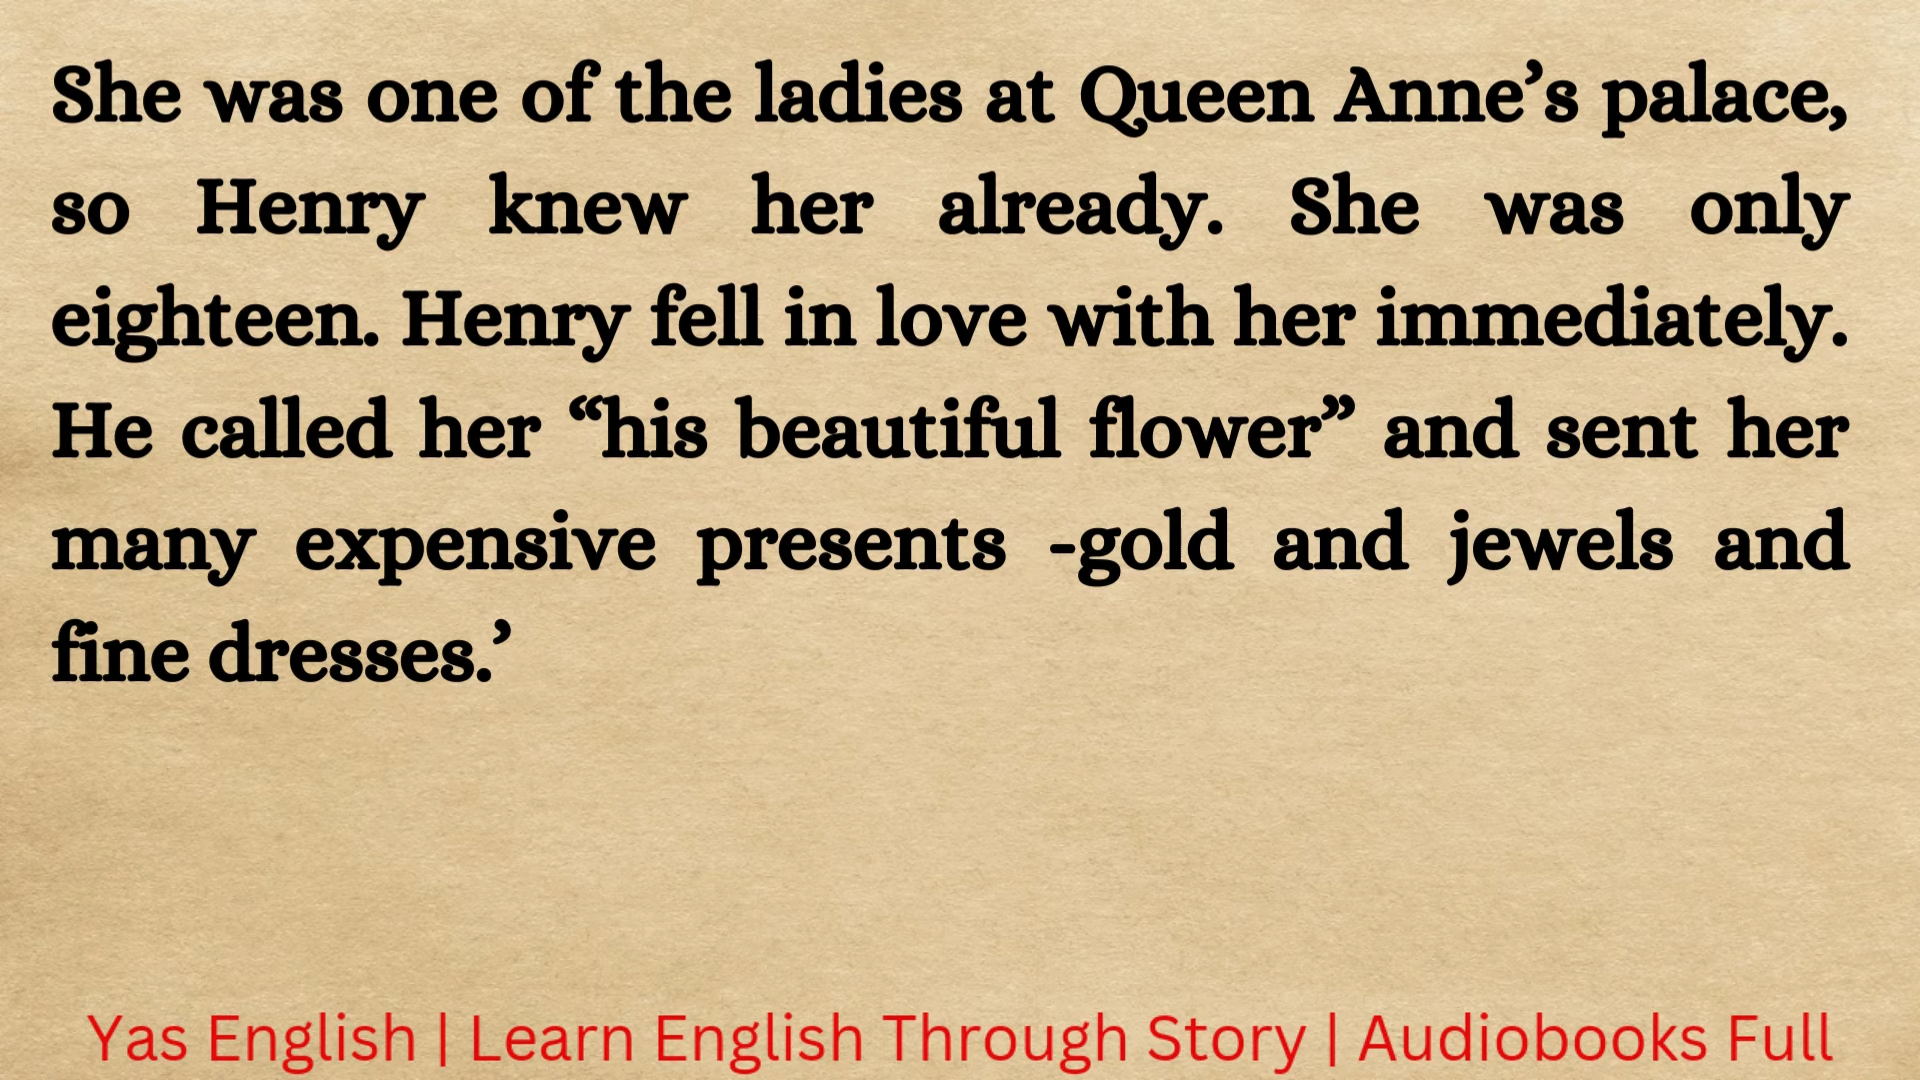 She was one of the ladies at Queen Anne’s palace,
so Henry knew her already. She was only
eighteen. Henry fell in love with her immediately.
He called her “his beautiful flower” and sent her
many expensive presents -gold and jewels and
fine dresses.’
Yas English | Learn English Through Story | Audiobooks Full